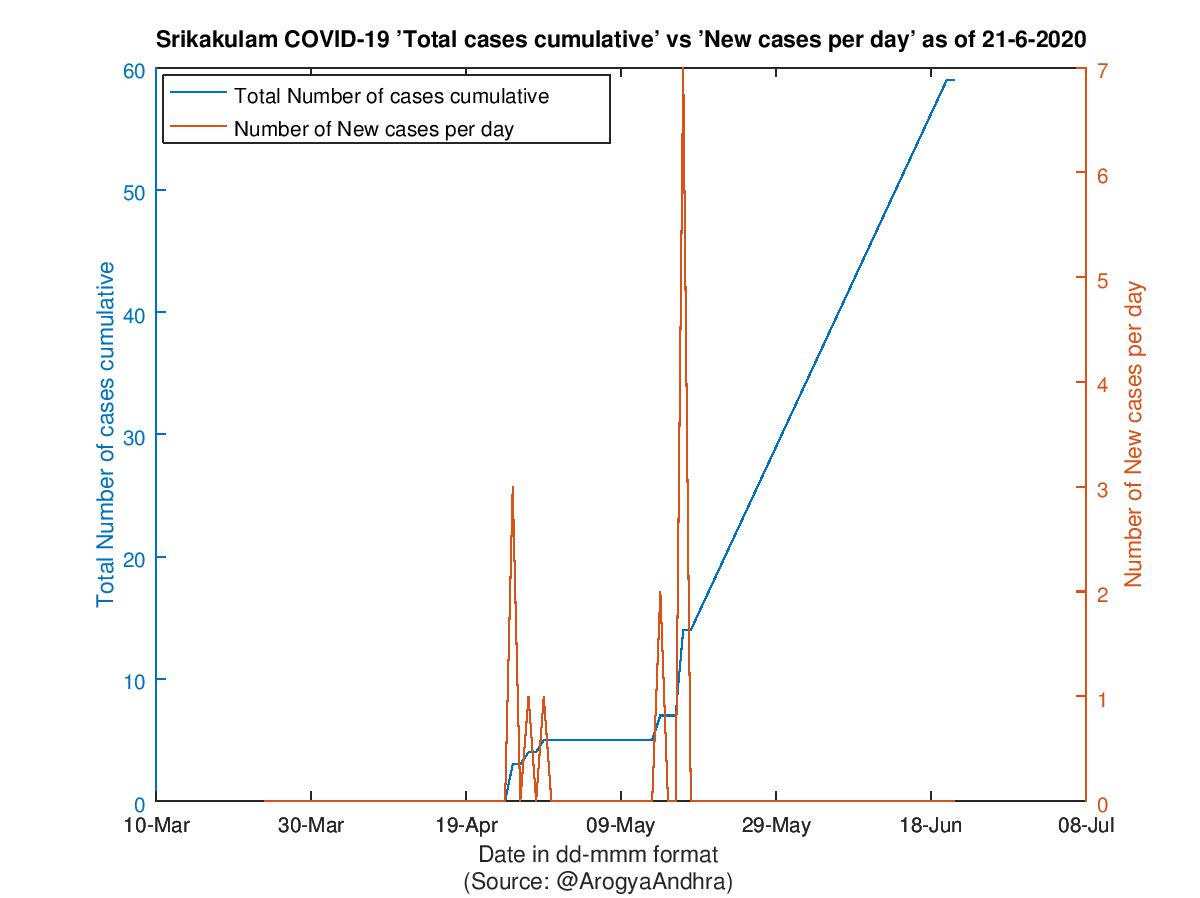 Srikakulam COVID-19 ’Total cases cumulative’ vs ’New cases per day’ as of 21-6-2020
Total Number of cases cumulative
Number of New cases per day
60
50
40
30
20
10
0
Total Number of cases cumulative
7
6
5
4
3
2
1
0
Number of New cases per day
10-Mar 30-Mar 19-Apr 09-May 29-May 18-Jun 08-Jul
Date in dd-mmm format
(Source: @ArogyaAndhra)